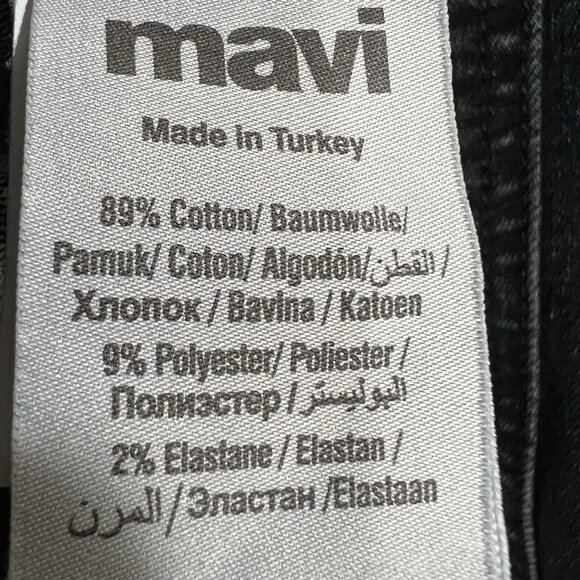 mavi
Made in Turkey
89% Cotton/ Baumwolle/
Pamuk/ Coton/ Algodón/القطن/
Хлопок / Bavlna / Katoen
9% Polyester/ Poliester /
Полиэстер / البوليستر
2% Elastane / Elastan /
المرن / Эластан /Elastaan